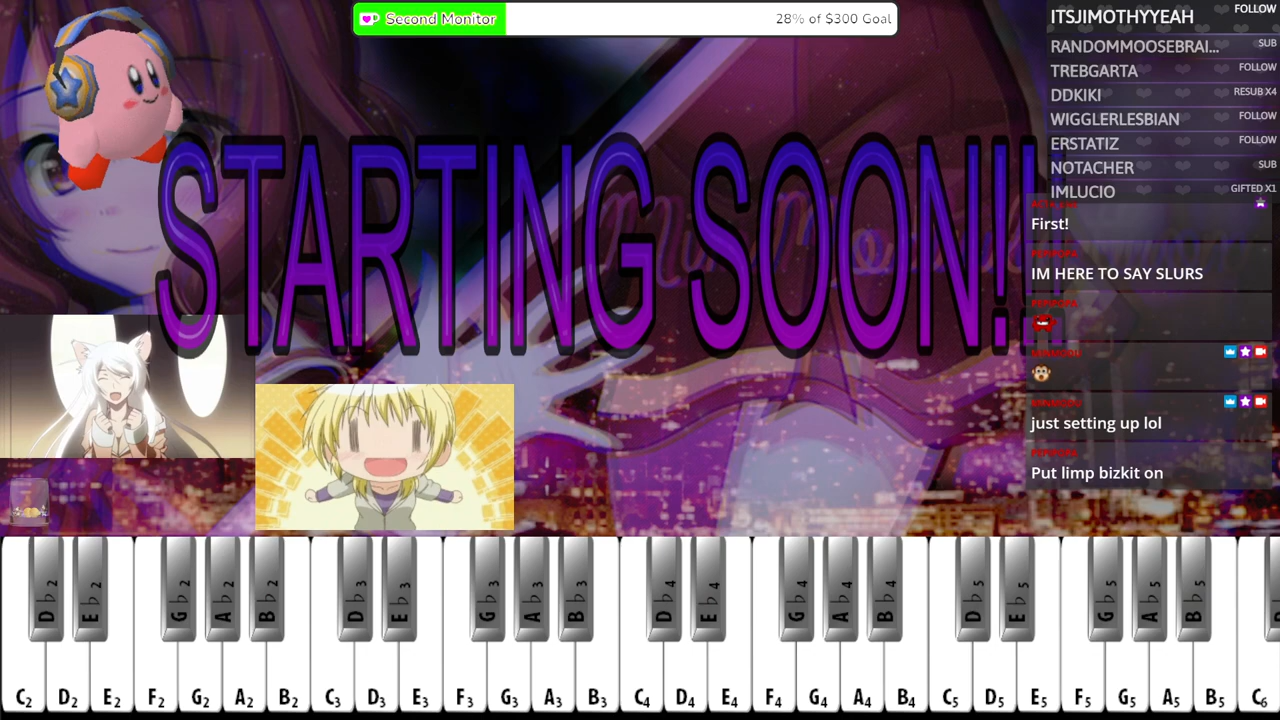 Second Monitor
28% of $300 Goal
ITSJIMOTHYYEAH FOLLOW
RANDOMMOOSEBRAI... SUB
TREBGARTA FOLLOW
DDKIKI RESUB X4
WIGGLERLESBIAN FOLLOW
ERSTATIZ FOLLOW
NOTACHER SUB
IMLUCIO GIFTED X1
STARTING SOON!!
First!
IM HERE TO SAY SLURS
just setting up lol
Put limp bizkit on
D♭2 E♭2 G♭2 A♭2 B♭2 D♭3 E♭3 G♭3 A♭3 B♭3 D♭4 E♭4 G♭4 A♭4 B♭4 D♭5 E♭5 G♭5 A♭5 B♭5
C2 D2 E2 F2 G2 A2 B2 C3 D3 E3 F3 G3 A3 B3 C4 D4 E4 F4 G4 A4 B4 C5 D5 E5 F5 G5 A5 B5 C6